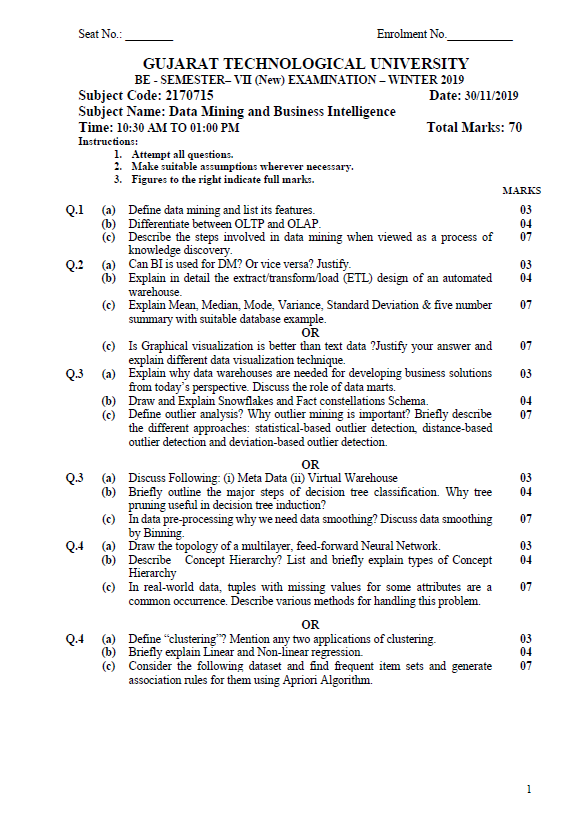 Seat No.: ________ Enrolment No.___________
GUJARAT TECHNOLOGICAL UNIVERSITY
BE - SEMESTER– VII (New) EXAMINATION – WINTER 2019
Subject Code: 2170715 Date: 30/11/2019
Subject Name: Data Mining and Business Intelligence
Time: 10:30 AM TO 01:00 PM Total Marks: 70
Instructions:
1. Attempt all questions.
2. Make suitable assumptions wherever necessary.
3. Figures to the right indicate full marks.
MARKS
Q.1 (a) Define data mining and list its features. 03
(b) Differentiate between OLTP and OLAP. 04
(c) Describe the steps involved in data mining when viewed as a process of 07
knowledge discovery.
Q.2 (a) Can BI is used for DM? Or vice versa? Justify. 03
(b) Explain in detail the extract/transform/load (ETL) design of an automated 04
warehouse.
(c) Explain Mean, Median, Mode, Variance, Standard Deviation & five number 07
summary with suitable database example.
OR
(c) Is Graphical visualization is better than text data ?Justify your answer and 07
explain different data visualization technique.
Q.3 (a) Explain why data warehouses are needed for developing business solutions 03
from today's perspective. Discuss the role of data marts.
(b) Draw and Explain Snowflakes and Fact constellations Schema. 04
(c) Define outlier analysis? Why outlier mining is important? Briefly describe 07
the different approaches: statistical-based outlier detection, distance-based
outlier detection and deviation-based outlier detection.
OR
Q.3 (a) Discuss Following: (i) Meta Data (ii) Virtual Warehouse 03
(b) Briefly outline the major steps of decision tree classification. Why tree 04
pruning useful in decision tree induction?
(c) In data pre-processing why we need data smoothing? Discuss data smoothing 07
by Binning.
Q.4 (a) Draw the topology of a multilayer, feed-forward Neural Network. 03
(b) Describe Concept Hierarchy? List and briefly explain types of Concept 04
Hierarchy
(c) In real-world data, tuples with missing values for some attributes are a 07
common occurrence. Describe various methods for handling this problem.
OR
Q.4 (a) Define "clustering"? Mention any two applications of clustering. 03
(b) Briefly explain Linear and Non-linear regression. 04
(c) Consider the following dataset and find frequent item sets and generate 07
association rules for them using Apriori Algorithm.
1